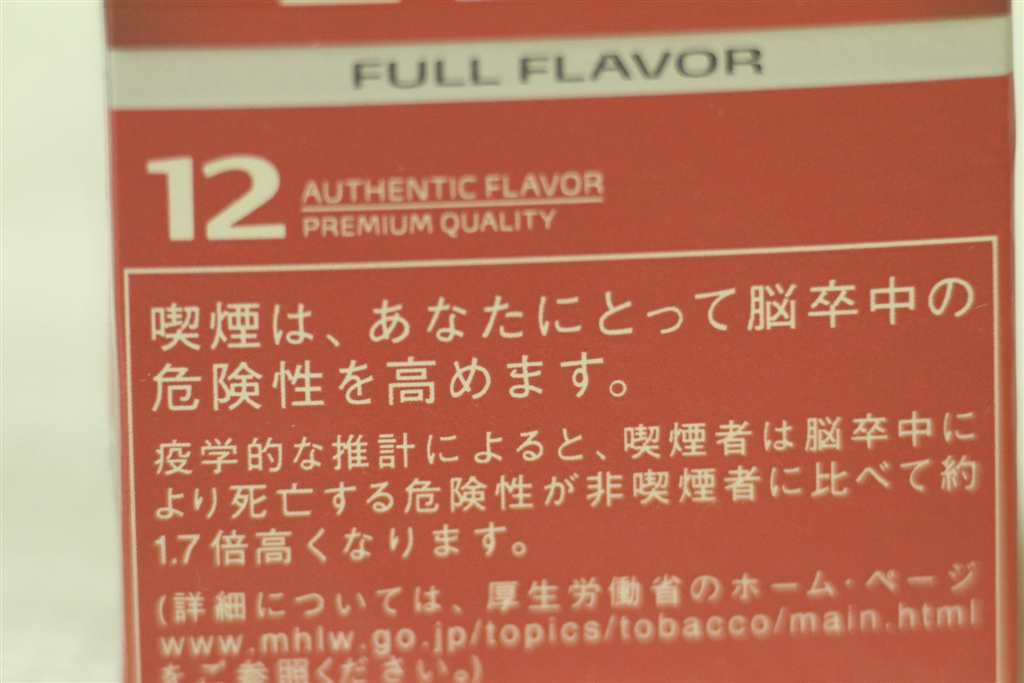 FULL FLAVOR
12
AUTHENTIC FLAVOR
PREMIUM QUALITY
喫煙は、あなたにとって脳卒中の
危険性を高めます。
疫学的な推計によると、喫煙者は脳卒中に
より死亡する危険性が非喫煙者に比べて約
1.7倍高くなります。
(詳細については、厚生労働省のホーム・ページ
www.mhlw.go.jp/topics/tobacco/main.html
をご参照ください。)